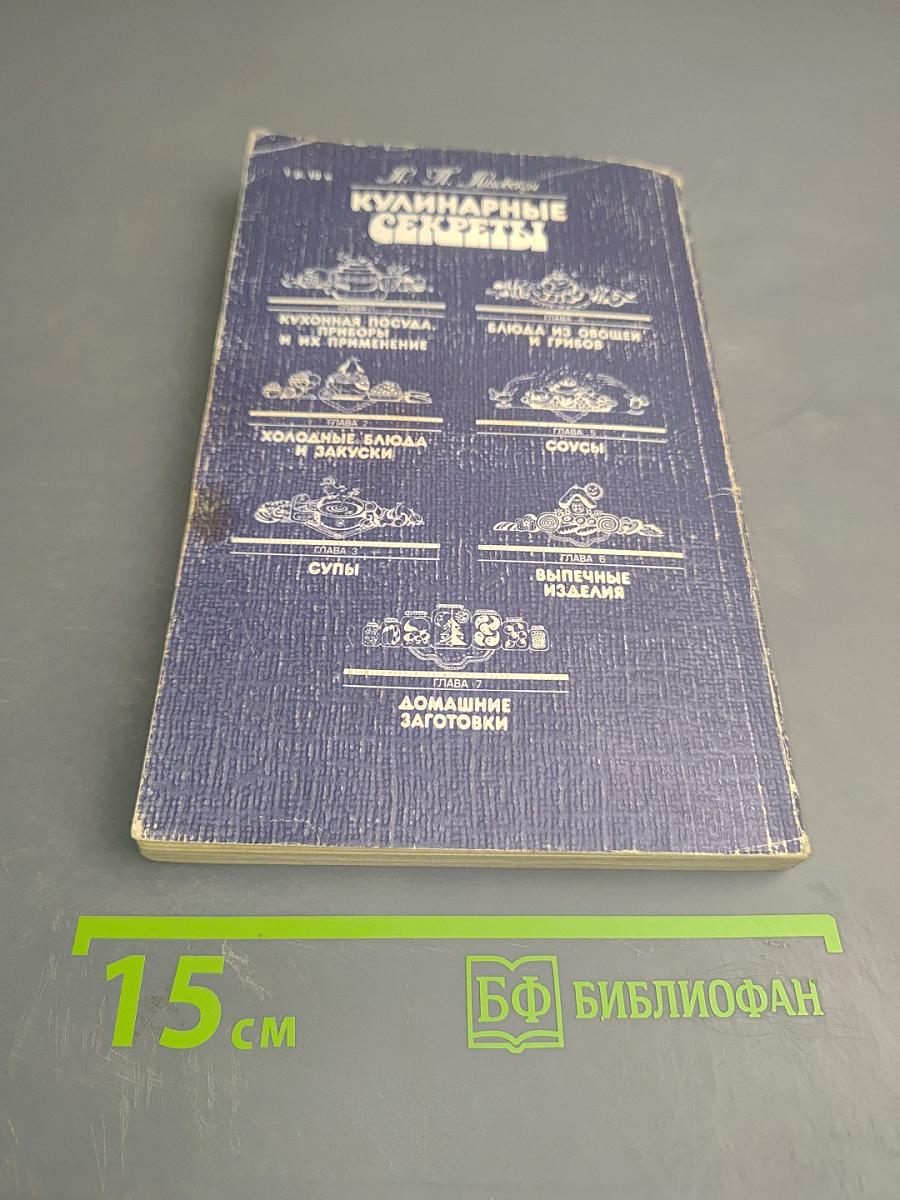 КУЛИНАРНЫЕ
СЕКРЕТЫ
ГЛАВА
КУХОННАЯ ПОСУДА,
ПРИБОРЫ
И ИХ ПРИМЕНЕНИЕ
ГЛАВА 2
ХОЛОДНЫЕ БЛЮДА
И ЗАКУСКИ
ГЛАВА 3
СУПЫ
ГЛАВА 4
БЛЮДА ИЗ ОВОЩЕЙ
И ГРИБОВ
ГЛАВА 5
СОУСЫ
ГЛАВА 6
ВЫПЕЧНЫЕ
ИЗДЕЛИЯ
ГЛАВА 7
ДОМАШНИЕ
ЗАГОТОВКИ
15 см
БФ БИБЛИОФАН